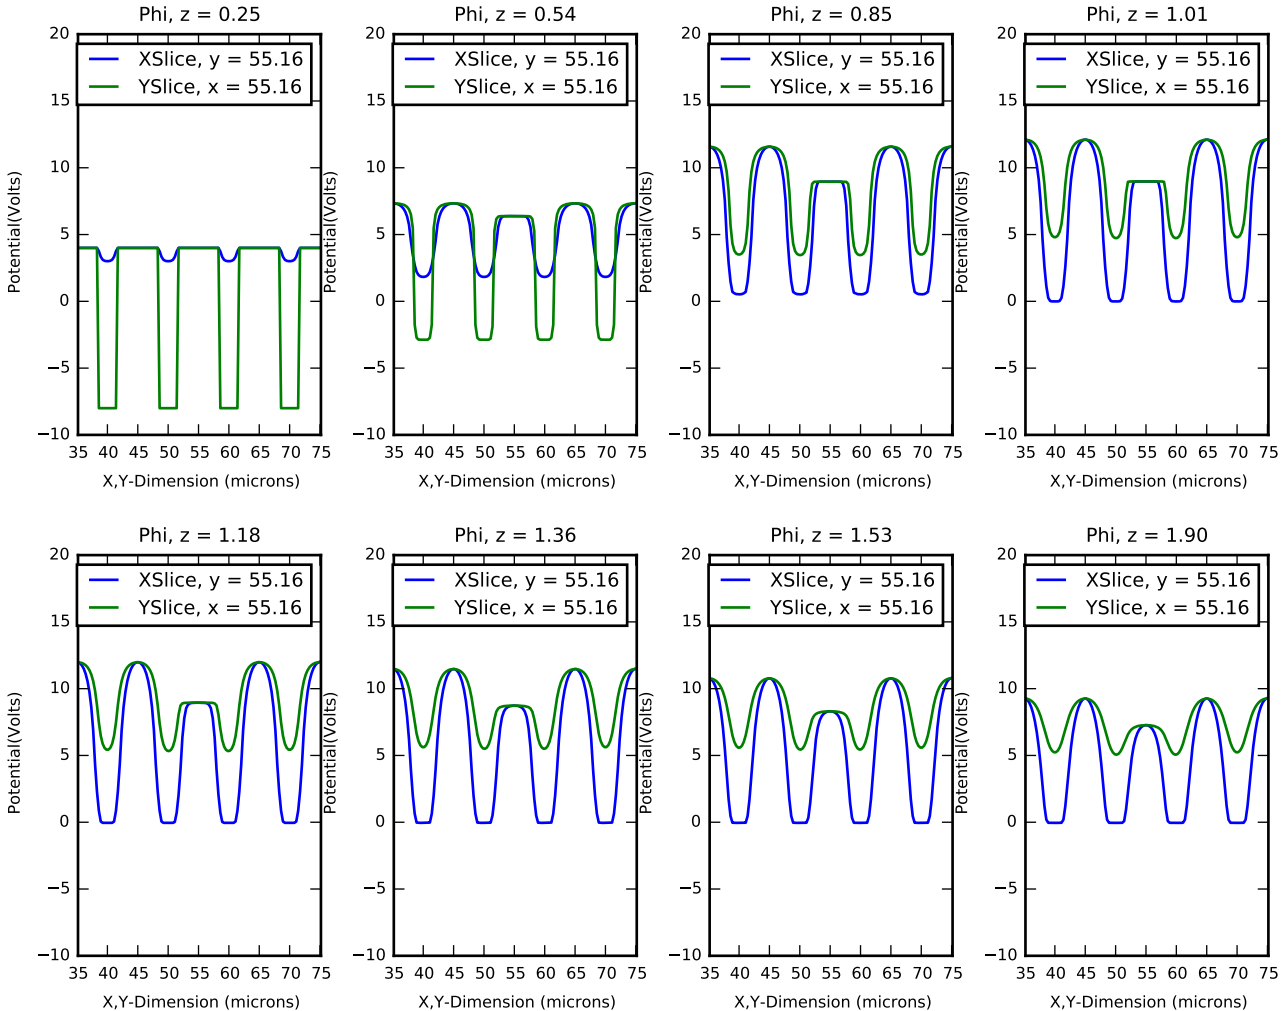 Phi, z = 0.25
20
15
10
5
0
−5
−10
Potential(Volts)
XSlice, y = 55.16
YSlice, x = 55.16
35 40 45 50 55 60 65 70 75
X,Y-Dimension (microns)
Phi, z = 0.54
20
15
10
5
0
−5
−10
Potential(Volts)
XSlice, y = 55.16
YSlice, x = 55.16
35 40 45 50 55 60 65 70 75
X,Y-Dimension (microns)
Phi, z = 0.85
20
15
10
5
0
−5
−10
Potential(Volts)
XSlice, y = 55.16
YSlice, x = 55.16
35 40 45 50 55 60 65 70 75
X,Y-Dimension (microns)
Phi, z = 1.01
20
15
10
5
0
−5
−10
Potential(Volts)
XSlice, y = 55.16
YSlice, x = 55.16
35 40 45 50 55 60 65 70 75
X,Y-Dimension (microns)
Phi, z = 1.18
20
15
10
5
0
−5
−10
Potential(Volts)
XSlice, y = 55.16
YSlice, x = 55.16
35 40 45 50 55 60 65 70 75
X,Y-Dimension (microns)
Phi, z = 1.36
20
15
10
5
0
−5
−10
Potential(Volts)
XSlice, y = 55.16
YSlice, x = 55.16
35 40 45 50 55 60 65 70 75
X,Y-Dimension (microns)
Phi, z = 1.53
20
15
10
5
0
−5
−10
Potential(Volts)
XSlice, y = 55.16
YSlice, x = 55.16
35 40 45 50 55 60 65 70 75
X,Y-Dimension (microns)
Phi, z = 1.90
20
15
10
5
0
−5
−10
Potential(Volts)
XSlice, y = 55.16
YSlice, x = 55.16
35 40 45 50 55 60 65 70 75
X,Y-Dimension (microns)